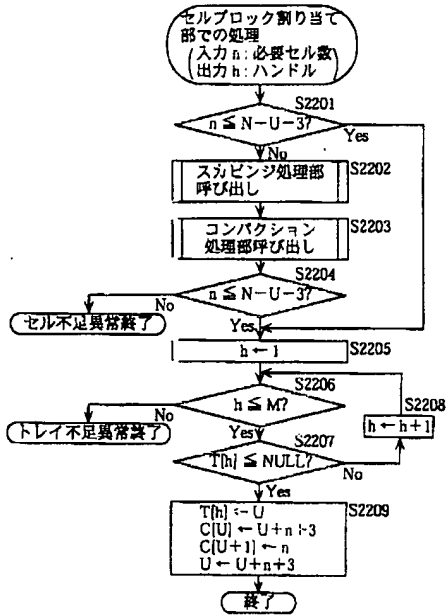 セルブロック割り当て
部での処理
(入力 n:必要セル数
出力 h:ハンドル)
S2201
n ≦ N−U−3?
Yes
No
スカビンジ処理部
呼び出し
S2202
コンパクション
処理部呼び出し
S2203
S2204
n ≦ N−U−3?
No
セル不足異常終了
Yes
h ← 1
S2205
S2206
h ≦ M?
S2208
h ← h+1
No
トレイ不足異常終了
Yes
S2207
T[h] ≦ NULL?
No
Yes
T[h] ← U
S2209
C[U] ← U+n+3
C[U+1] ← n
U ← U+n+3
終了